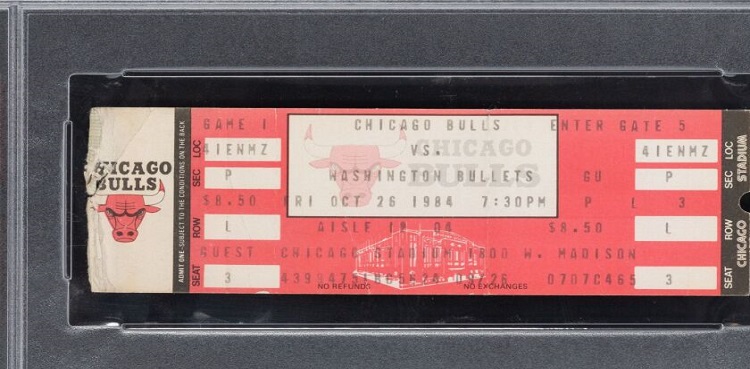 CHICAGO BULLS
ADMIT ONE-SUBJECT TO THE CONDITIONS ON THE BACK
LOC 4IENMZ
SEC P
ROW L
SEAT 3
GAME 1
$8.50
GUEST
CHICAGO BULLS
CHICAGO BULLS
VS.
WASHINGTON BULLETS
FRI OCT 26 1984 7:30PM
AISLE
CHICAGO STADIUM 1800 W. MADISON
NO REFUNDS NO EXCHANGES
ENTER GATE 5
GU
P L 3
$8.50
0707C465
4IENMZ LOC
P SEC
L ROW
3 SEAT
CHICAGO STADIUM